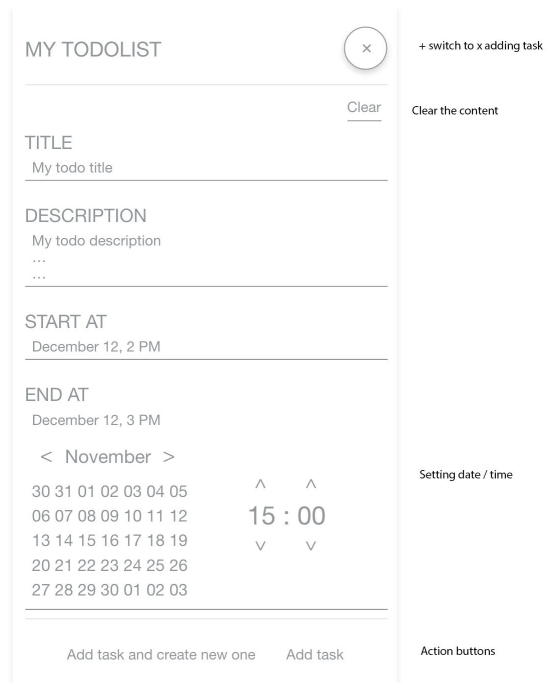 MY TODOLIST
×
+ switch to x adding task
Clear
Clear the content
TITLE
My todo title
DESCRIPTION
My todo description
...
...
START AT
December 12, 2 PM
END AT
December 12, 3 PM
< November >
Setting date / time
30 31 01 02 03 04 05
06 07 08 09 10 11 12
13 14 15 16 17 18 19
20 21 22 23 24 25 26
27 28 29 30 01 02 03
15 : 00
Add task and create new one
Add task
Action buttons